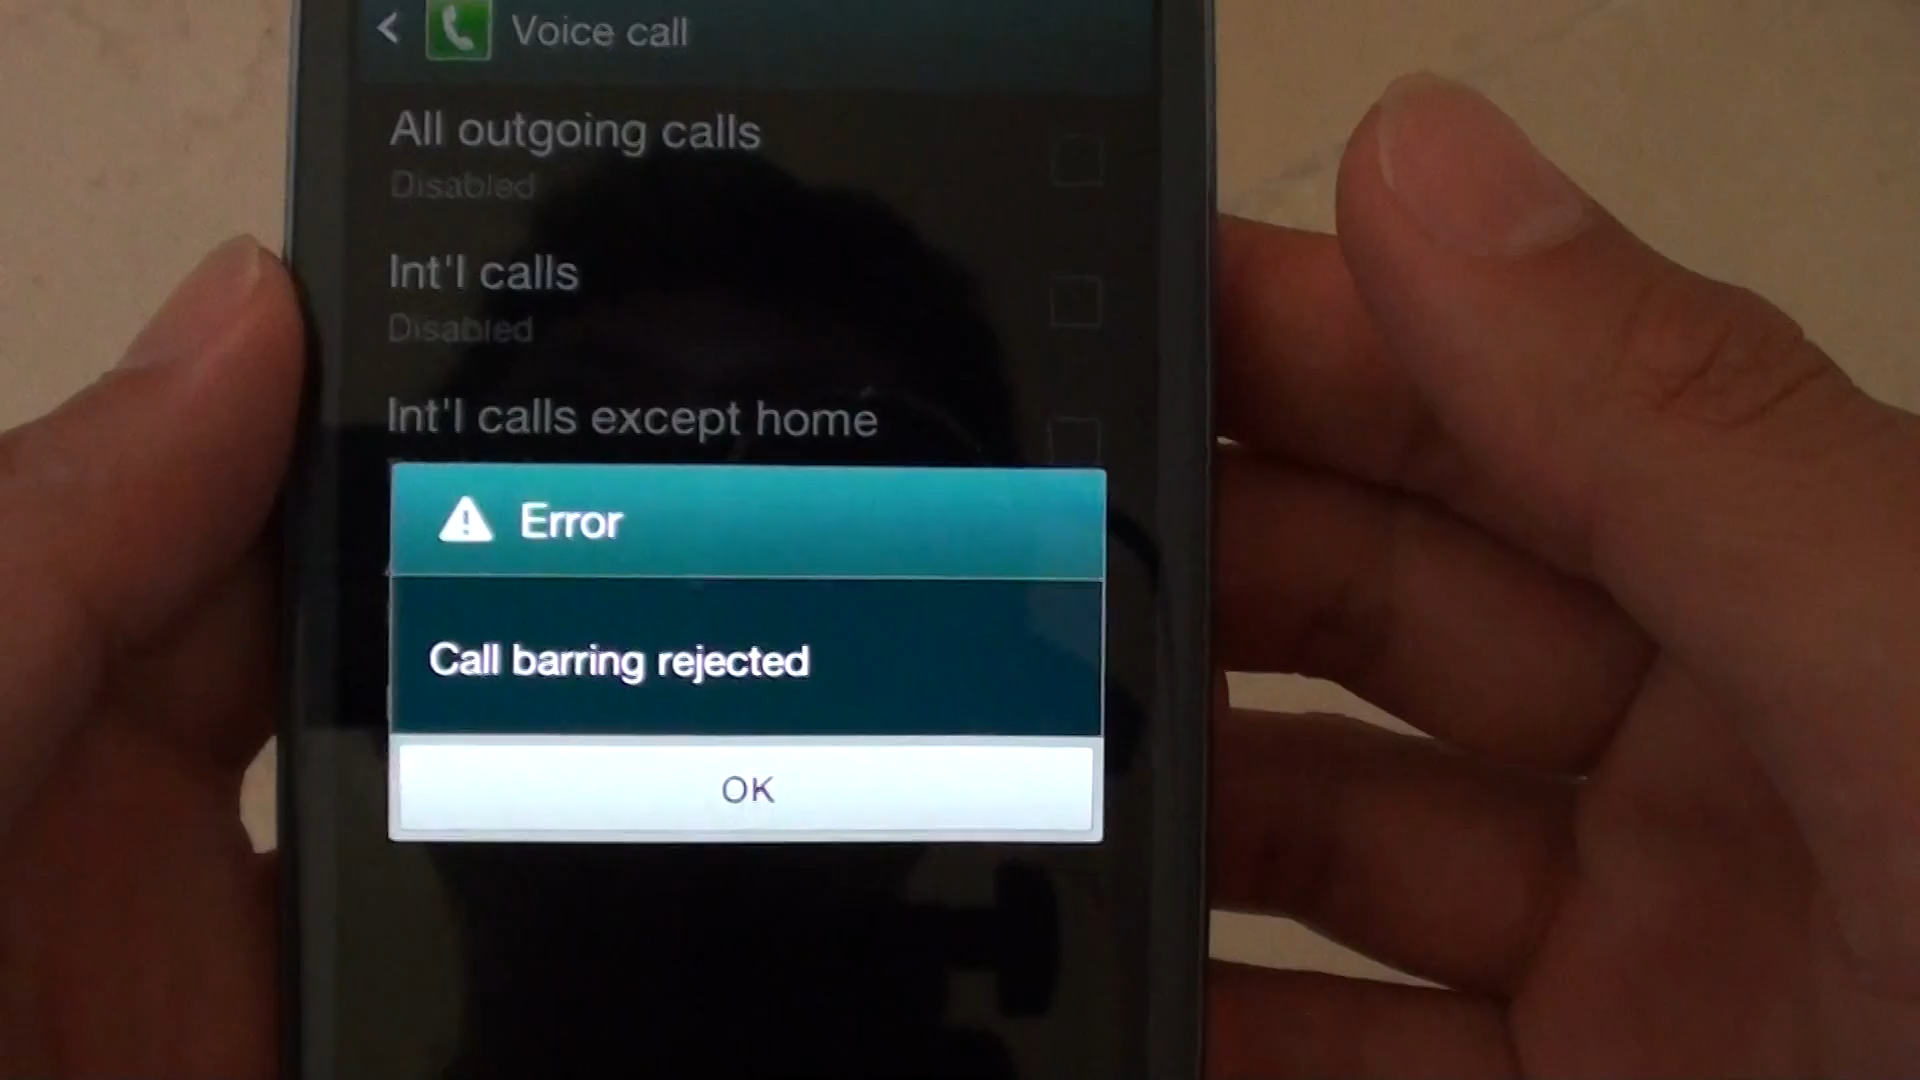 Voice call
All outgoing calls
Disabled
Int'l calls
Disabled
Int'l calls except home
Error
Call barring rejected
OK